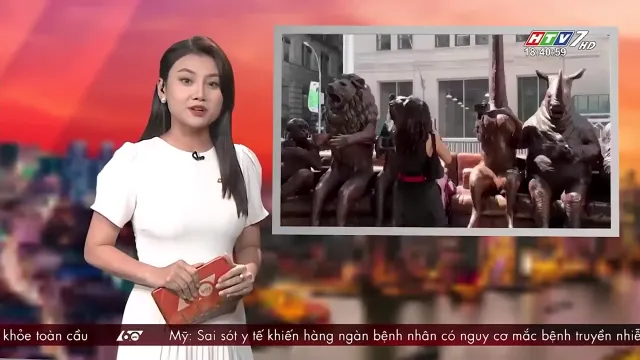 HTV7 HD
18:40:59
khỏe toàn cầu 60 Mỹ: Sai sót y tế khiến hàng ngàn bệnh nhân có nguy cơ mắc bệnh truyền nhiễ